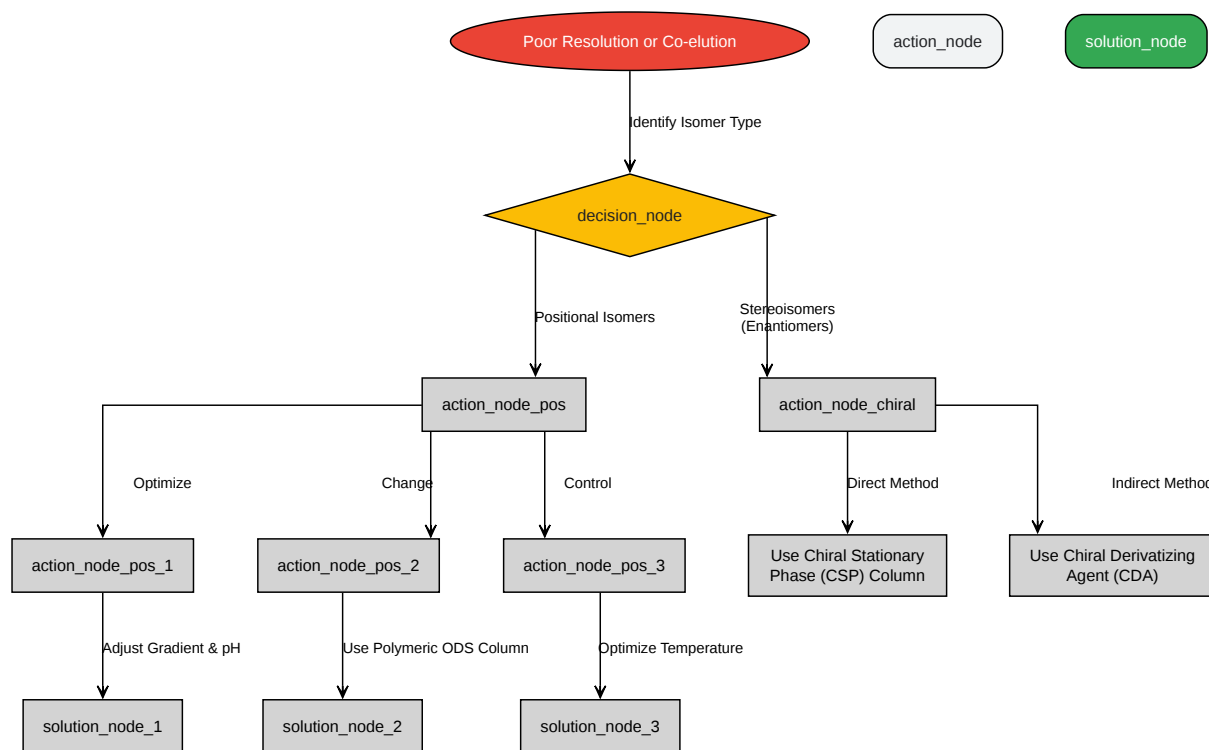 Poor Resolution or Co-elution
action_node
solution_node
Identify Isomer Type
decision_node
Positional Isomers
Stereoisomers
(Enantiomers)
action_node_pos
action_node_chiral
Optimize
Change
Control
Direct Method
Indirect Method
action_node_pos_1
action_node_pos_2
action_node_pos_3
Use Chiral Stationary
Phase (CSP) Column
Use Chiral Derivatizing
Agent (CDA)
Adjust Gradient & pH
Use Polymeric ODS Column
Optimize Temperature
solution_node_1
solution_node_2
solution_node_3